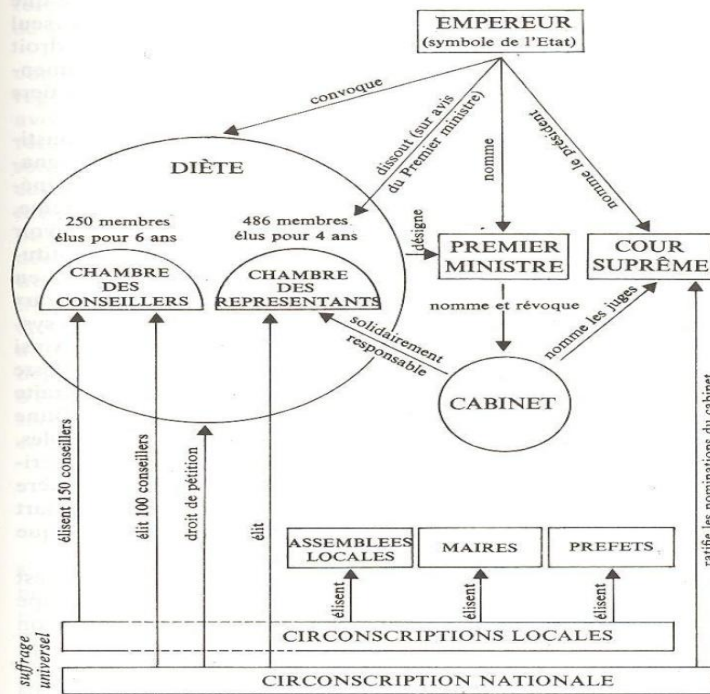 EMPEREUR
(symbole de l'Etat)
convoque
dissout (sur avis
du Premier ministre)
nomme
nomme le président
DIÈTE
250 membres
élus pour 6 ans
486 membres
élus pour 4 ans
CHAMBRE
DES
CONSEILLERS
CHAMBRE
DES
REPRESENTANTS
désigne
PREMIER
MINISTRE
COUR
SUPRÊME
nomme et révoque
solidairement
responsable
nomme les juges
CABINET
élisent 150 conseillers
élit 100 conseillers
droit de pétition
élit
ratifie les nominations du cabinet
ASSEMBLEES
LOCALES
MAIRES
PREFETS
élisent
élisent
élisent
suffrage
universel
CIRCONSCRIPTIONS LOCALES
CIRCONSCRIPTION NATIONALE